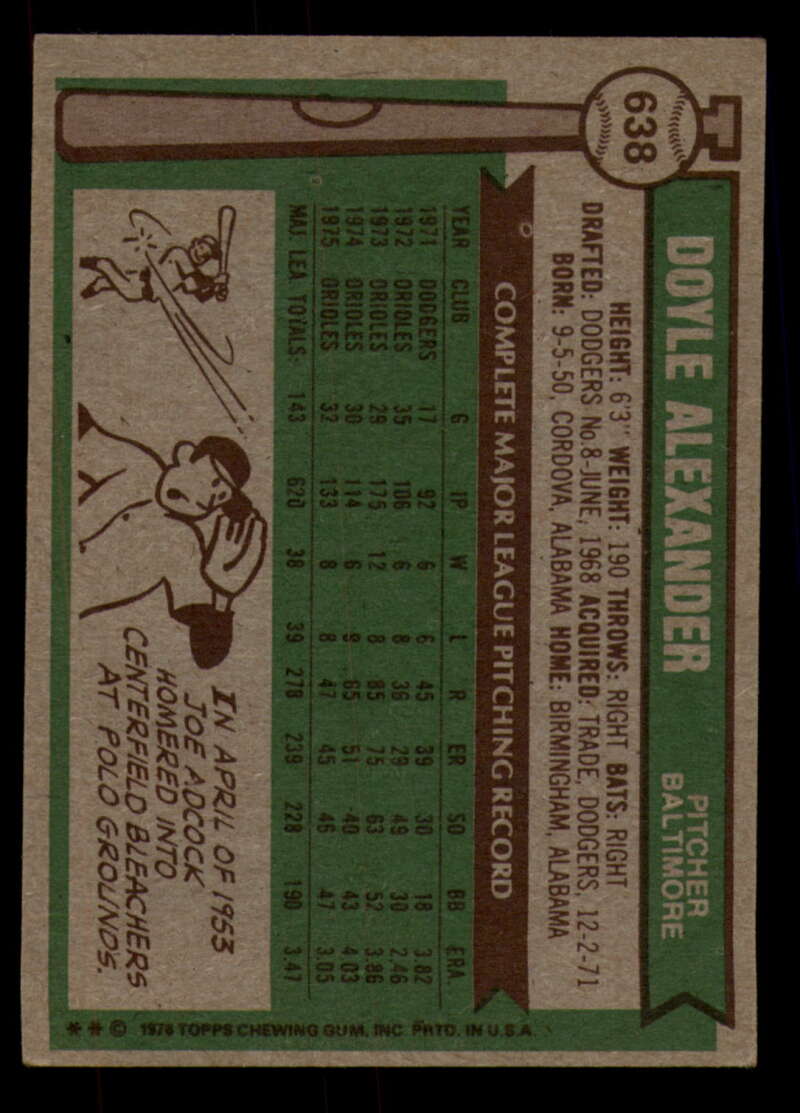 638
DOYLE ALEXANDER
PITCHER
BALTIMORE
HEIGHT: 6'3" WEIGHT: 190 THROWS: RIGHT BATS: RIGHT
DRAFTED: DODGERS No.8-JUNE, 1968 ACQUIRED: TRADE, DODGERS, 12-2-71
BORN: 9-5-50, CORDOVA, ALABAMA HOME: BIRMINGHAM, ALABAMA
COMPLETE MAJOR LEAGUE PITCHING RECORD
YEAR CLUB G IP W L R ER SO BB ERA.
1971 DODGERS 17 92 6 6 45 39 30 18 3.82
1972 ORIOLES 35 106 6 8 36 29 49 30 2.46
1973 ORIOLES 29 175 12 8 85 75 63 52 3.86
1974 ORIOLES 30 114 6 9 65 51 40 43 4.03
1975 ORIOLES 32 133 8 8 47 45 46 47 3.05
MAJ. LEA TOTALS: 143 620 38 39 278 239 228 190 3.47
IN APRIL OF 1953
JOE ADCOCK
HOMERED INTO
CENTERFIELD BLEACHERS
AT POLO GROUNDS.
** © 1976 TOPPS CHEWING GUM, INC PRTD. IN U.S.A.